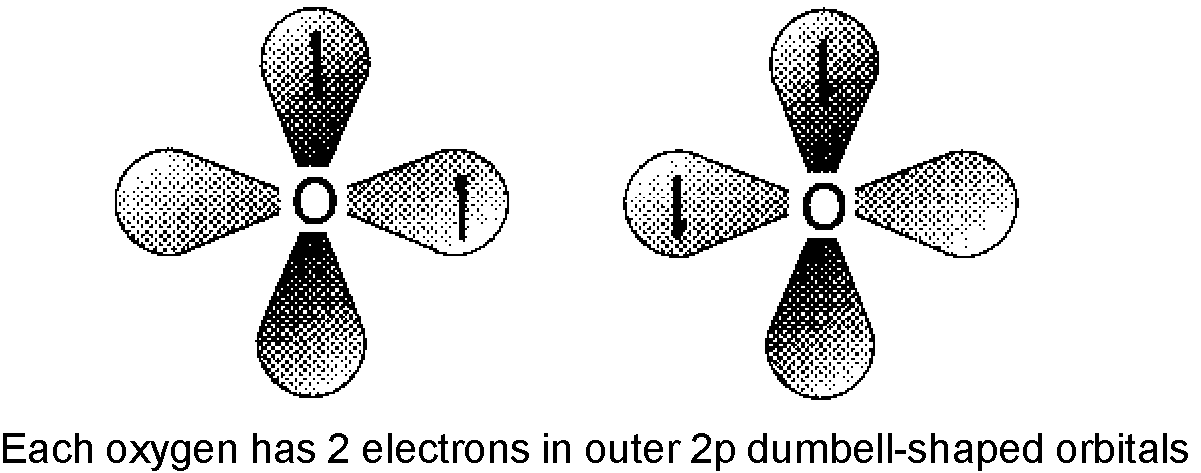 O O
Each oxygen has 2 electrons in outer 2p dumbell-shaped orbitals